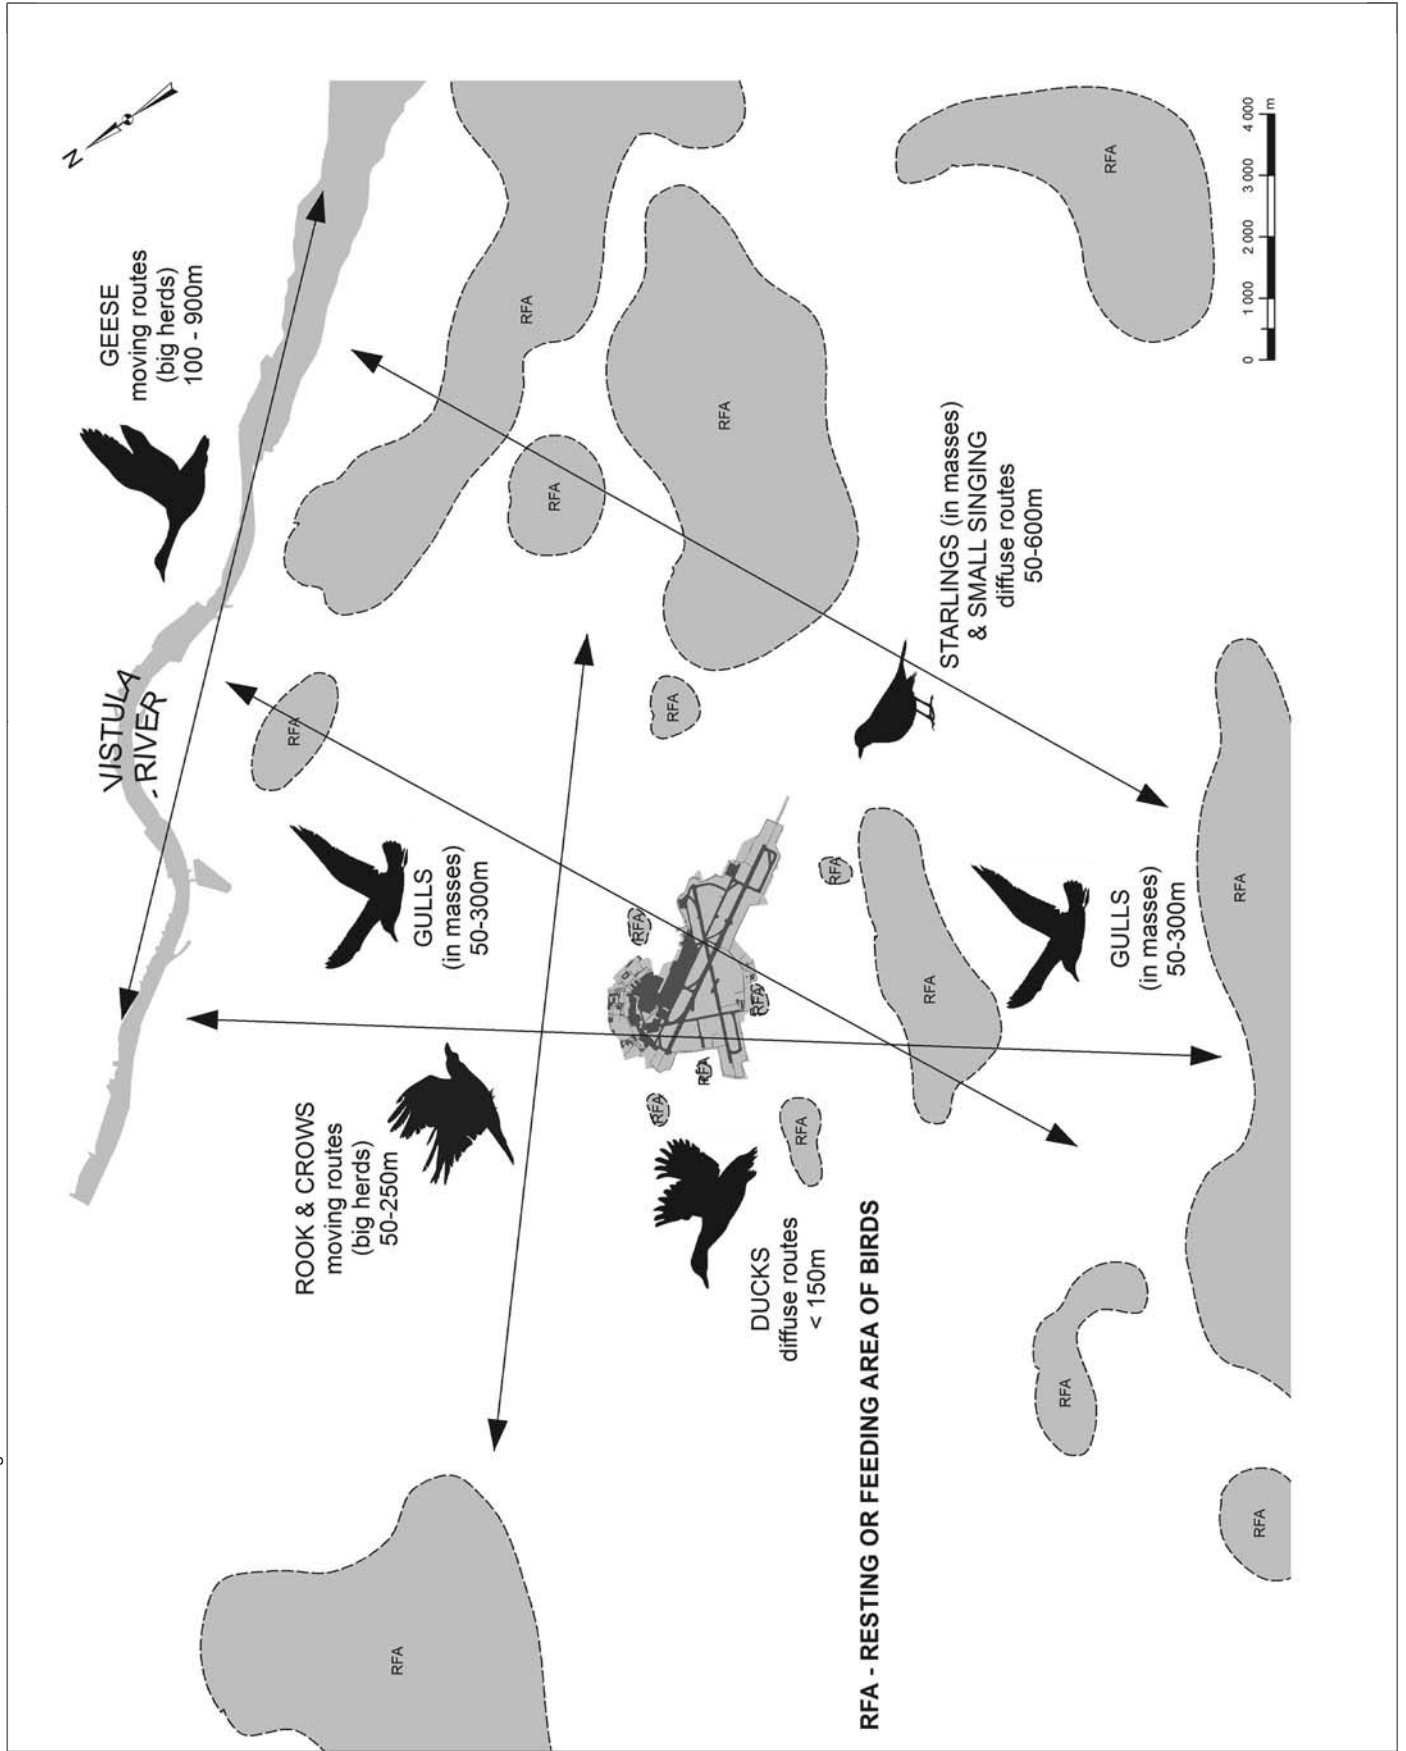 N
VISTULA
- RIVER
GEESE
moving routes
(big herds)
100 - 900m
RFA
ROOK & CROWS
moving routes
(big herds)
50-250m
RFA
GULLS
(in masses)
50-300m
RFA
RFA
RFA
RFA
RFA
RFA
RFA
RFA
DUCKS
diffuse routes
< 150m
RFA
RFA
RFA
RFA - RESTING OR FEEDING AREA OF BIRDS
STARLINGS (in masses)
& SMALL SINGING
diffuse routes
50-600m
RFA
RFA
GULLS
(in masses)
50-300m
RFA
RFA
RFA
0 1 000 2 000 3 000 4 000
m